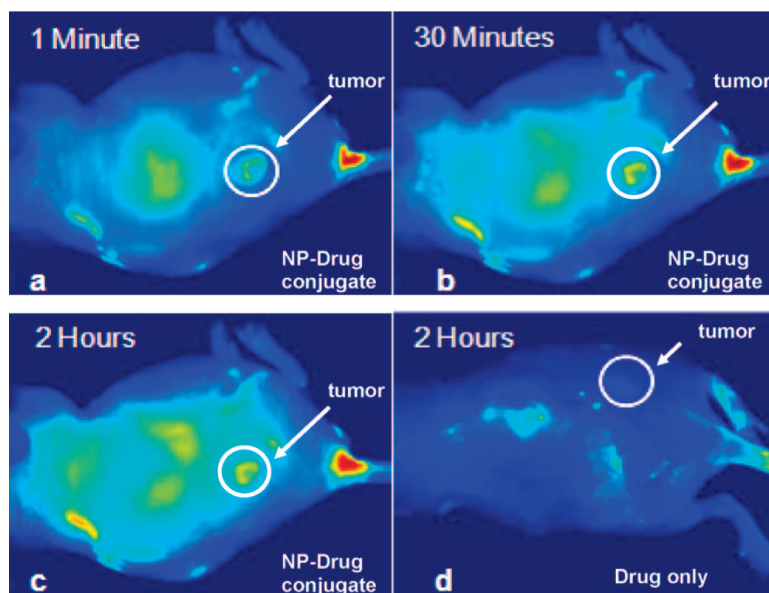 1 Minute
tumor
NP-Drug
conjugate
a
30 Minutes
tumor
NP-Drug
conjugate
b
2 Hours
tumor
NP-Drug
conjugate
c
2 Hours
tumor
Drug only
d